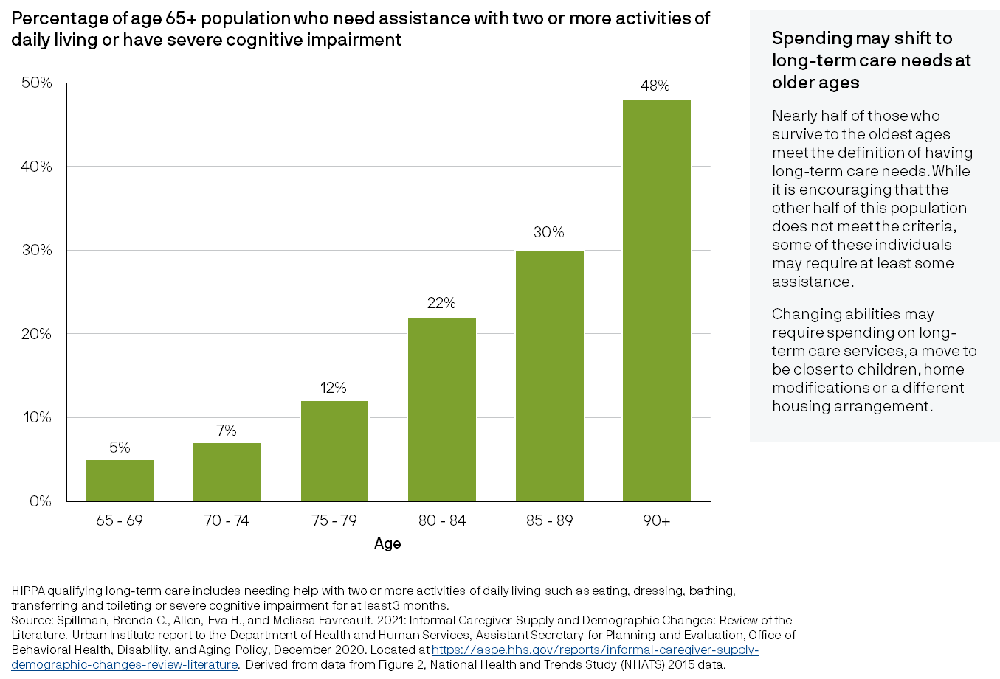 Percentage of age 65+ population who need assistance with two or more activities of
daily living or have severe cognitive impairment
50%
40%
30%
20%
10%
0%
5%
7%
12%
22%
30%
48%
65 - 69
70 - 74
75 - 79
80 - 84
85 - 89
90+
Age
Spending may shift to
long-term care needs at
older ages
Nearly half of those who
survive to the oldest ages
meet the definition of having
long-term care needs. While
it is encouraging that the
other half of this population
does not meet the criteria,
some of these individuals
may require at least some
assistance.
Changing abilities may
require spending on long-
term care services, a move to
be closer to children, home
modifications or a different
housing arrangement.
HIPPA qualifying long-term care includes needing help with two or more activities of daily living such as eating, dressing, bathing,
transferring and toileting or severe cognitive impairment for at least 3 months.
Source: Spillman, Brenda C., Allen, Eva H., and Melissa Favreault. 2021: Informal Caregiver Supply and Demographic Changes: Review of the
Literature. Urban Institute report to the Department of Health and Human Services, Assistant Secretary for Planning and Evaluation, Office of
Behavioral Health, Disability, and Aging Policy, December 2020. Located at https://aspe.hhs.gov/reports/informal-caregiver-supply-
demographic-changes-review-literature. Derived from data from Figure 2, National Health and Trends Study (NHATS) 2015 data.